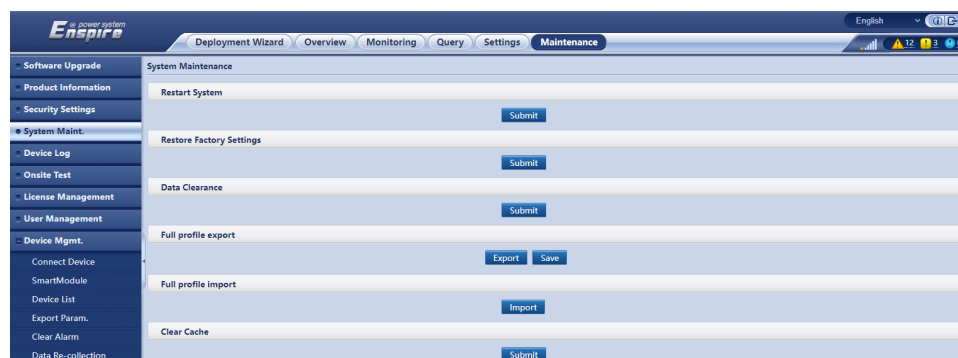 power system
Enspire
English
Deployment Wizard Overview Monitoring Query Settings Maintenance
12 3
Software Upgrade
Product Information
Security Settings
System Maint.
Device Log
Onsite Test
License Management
User Management
Device Mgmt.
Connect Device
SmartModule
Device List
Export Param.
Clear Alarm
Data Re-collection
System Maintenance
Restart System
Submit
Restore Factory Settings
Submit
Data Clearance
Submit
Full profile export
Export Save
Full profile import
Import
Clear Cache
Submit